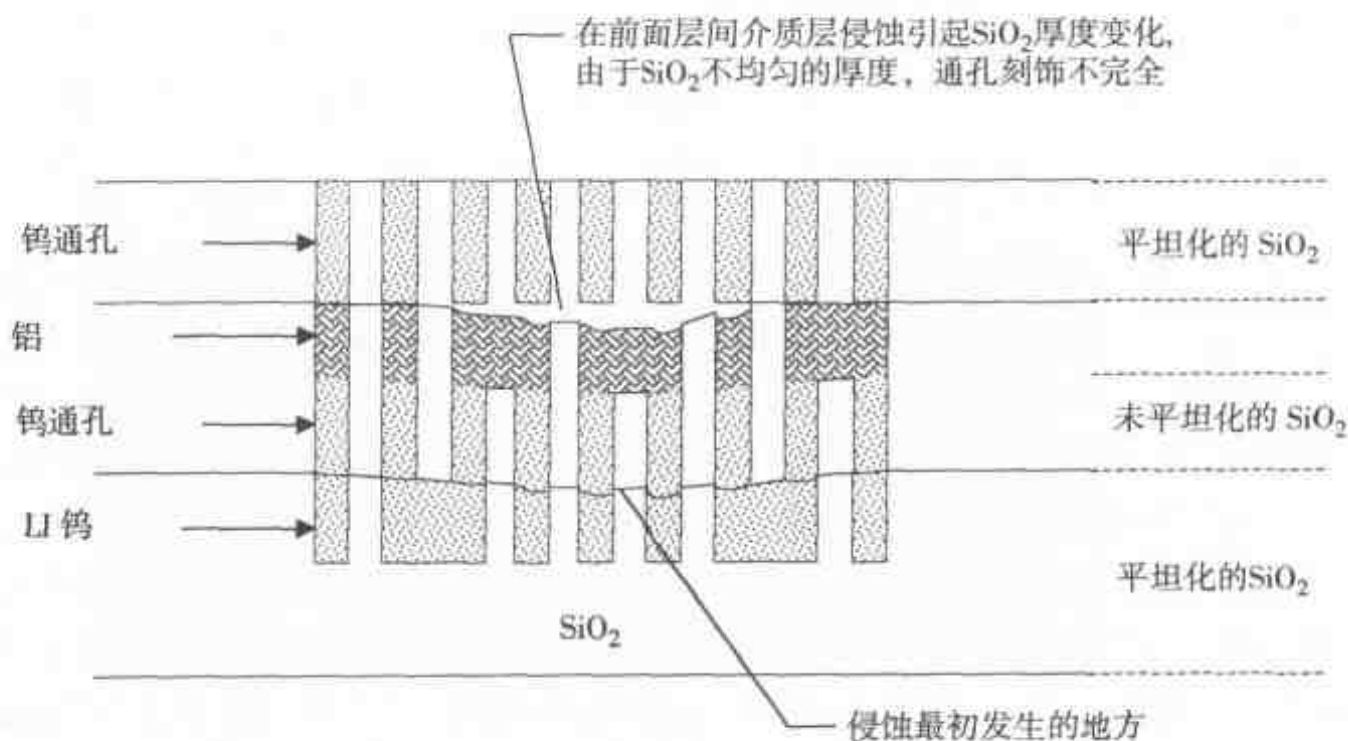 在前面层间介质层侵蚀引起SiO₂厚度变化,
由于SiO₂不均匀的厚度，通孔刻饰不完全
钨通孔
平坦化的 SiO₂
铝
钨通孔
未平坦化的 SiO₂
LI 钨
平坦化的SiO₂
SiO₂
侵蚀最初发生的地方